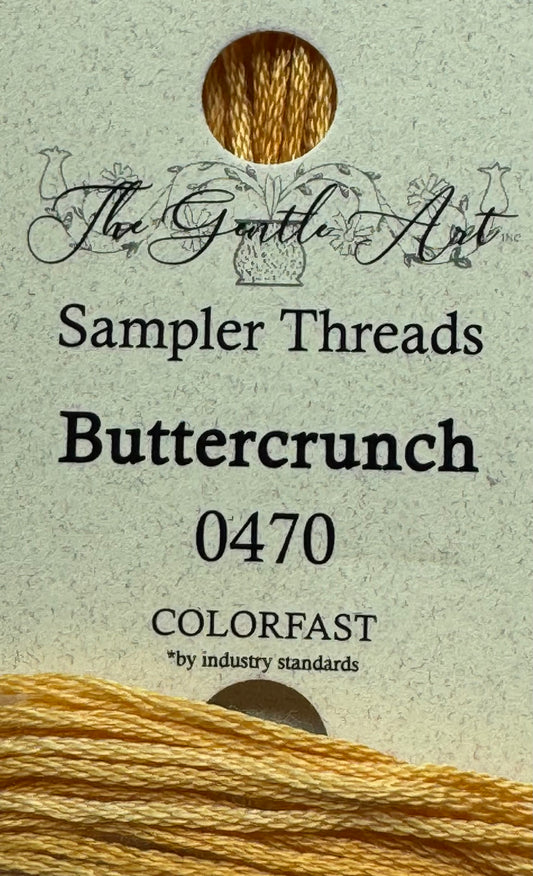 The Gentle Art INC
Sampler Threads
Buttercrunch
0470
COLORFAST
*by industry standards